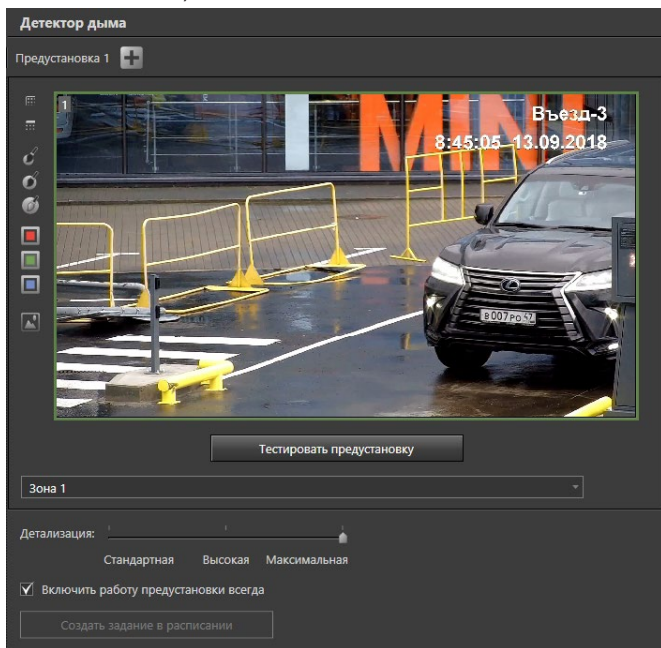 Детектор дыма
Предустановка 1
1
MINI
Въезд-3
8:45:05 13.09.2018
В007РО 47
Тестировать предустановку
Зона 1
Детализация:
Стандартная Высокая Максимальная
Включить работу предустановки всегда
Создать задание в расписании